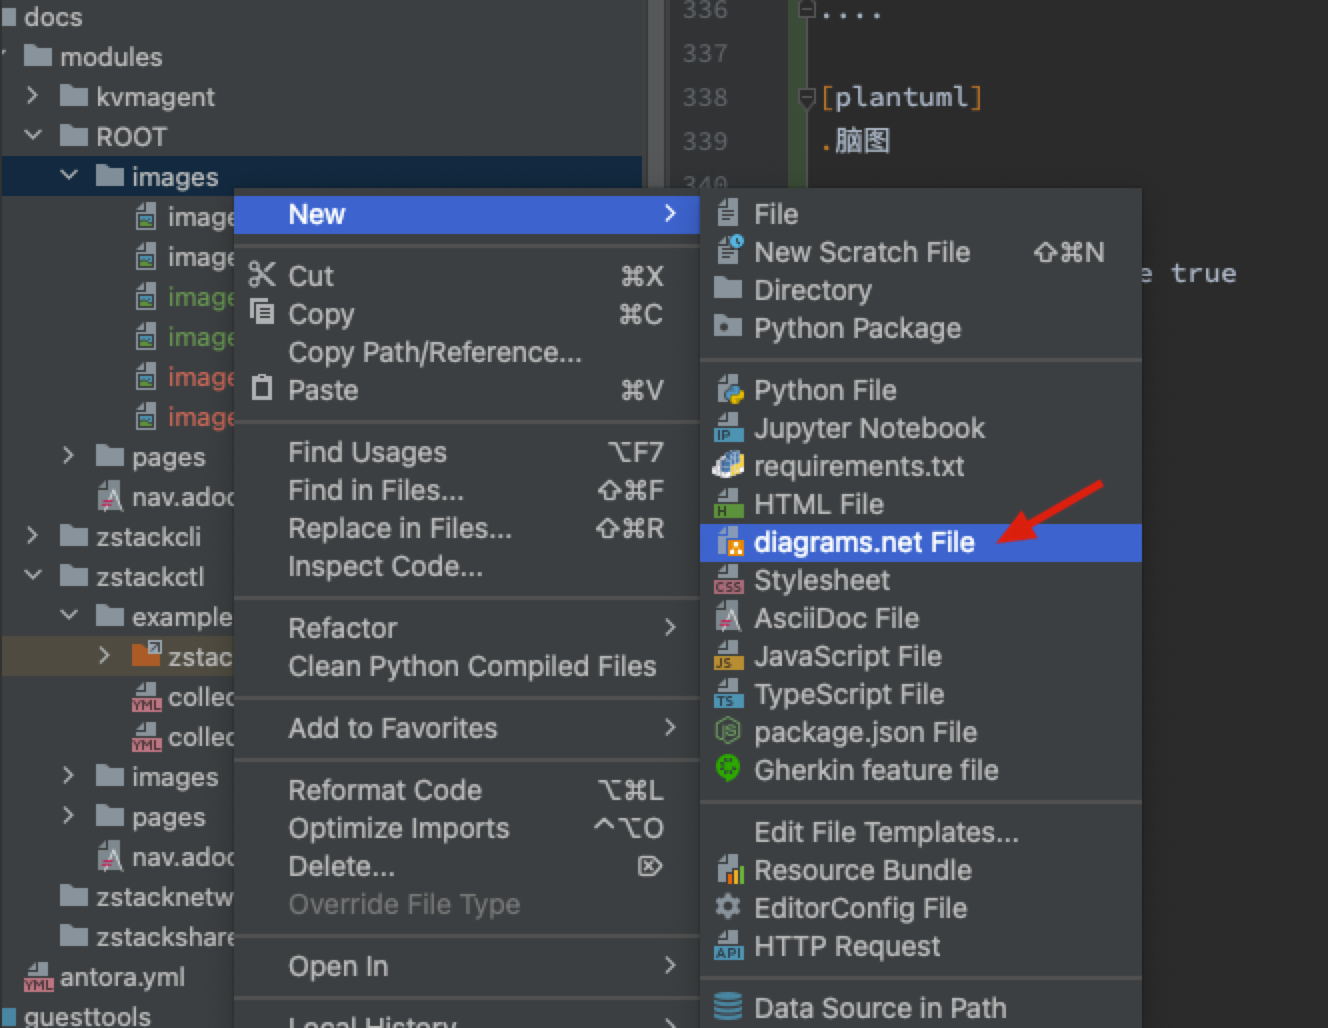 docs
modules
kvmagent
ROOT
images
image
image
image
image
image
image
pages
nav.adoc
zstackcli
zstackctl
example
zstac
collec
collec
images
pages
nav.adoc
zstacknetw
zstackshare
antora.yml
guesttools
336
....
337
338
[plantuml]
339
.脑图
340
e true
New
Cut ⌘X
Copy ⌘C
Copy Path/Reference...
Paste ⌘V
Find Usages ⌥F7
Find in Files... ⇧⌘F
Replace in Files... ⇧⌘R
Inspect Code...
Refactor
Clean Python Compiled Files
Add to Favorites
Reformat Code ⌥⌘L
Optimize Imports ^⌥O
Delete... ⌦
Override File Type
Open In
Local History
File
New Scratch File ⇧⌘N
Directory
Python Package
Python File
IP Jupyter Notebook
requirements.txt
H HTML File
diagrams.net File
CSS Stylesheet
AsciiDoc File
JS JavaScript File
TS TypeScript File
package.json File
Gherkin feature file
Edit File Templates...
Resource Bundle
EditorConfig File
API HTTP Request
Data Source in Path